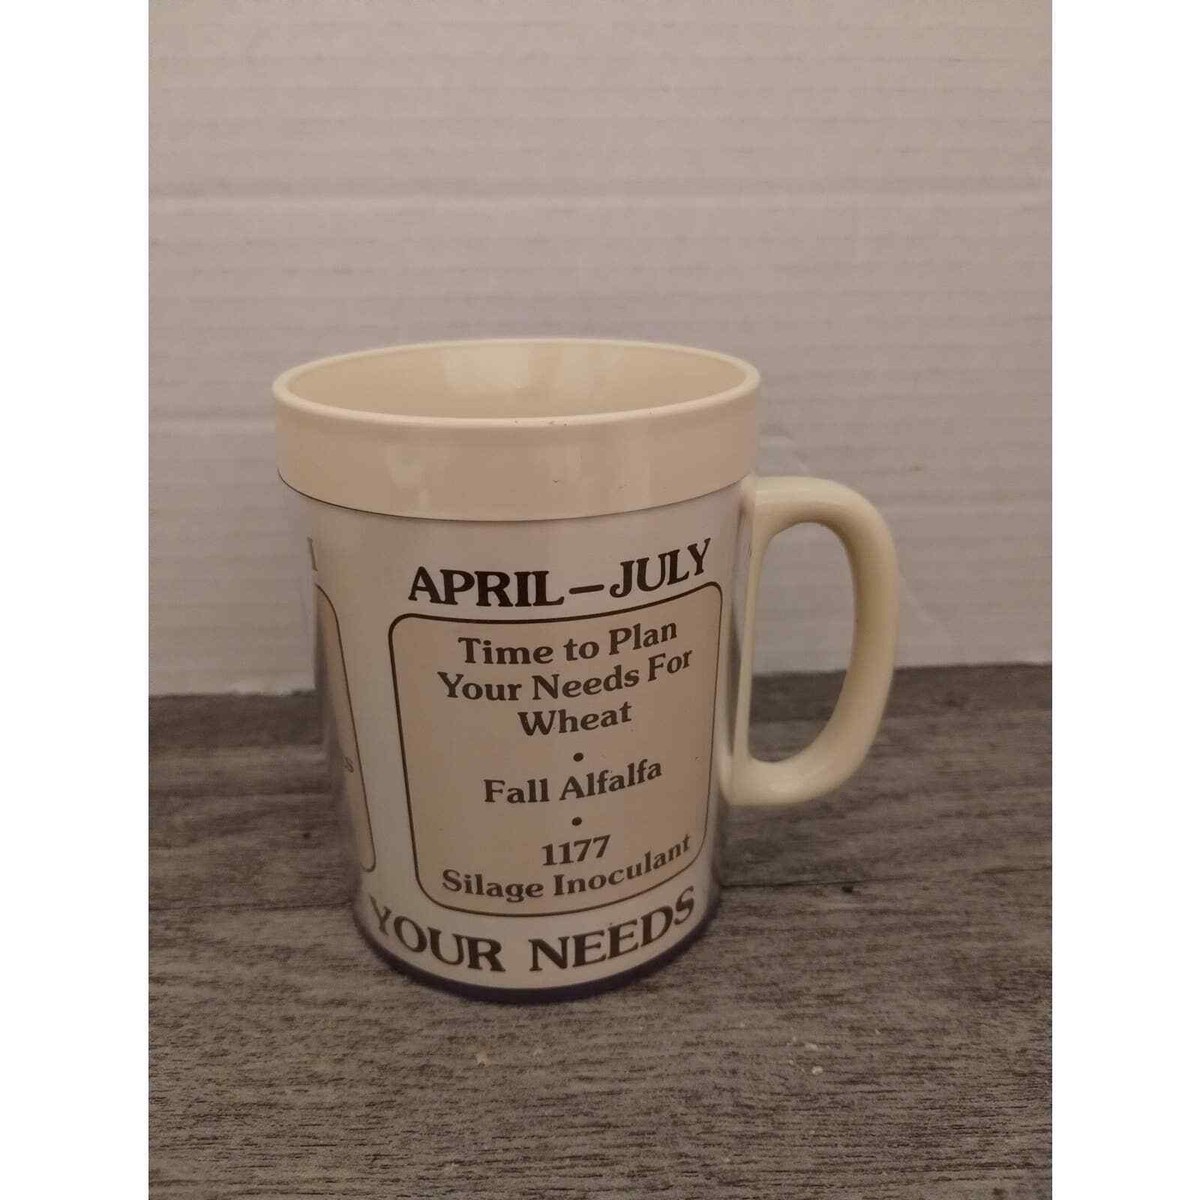 APRIL–JULY
Time to Plan
Your Needs For
Wheat
•
Fall Alfalfa
•
1177
Silage Inoculant
YOUR NEEDS